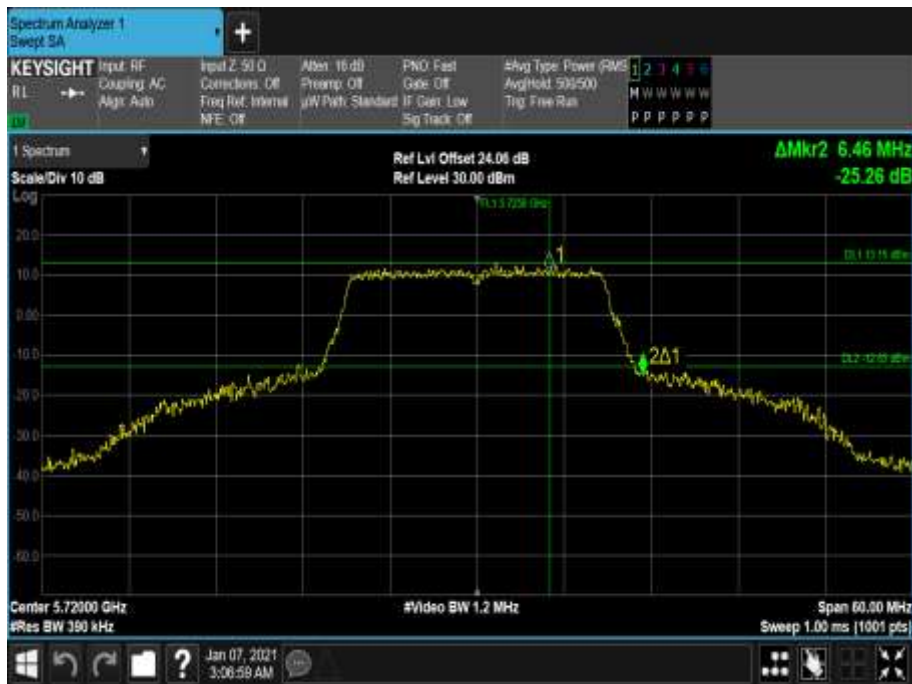 Spectrum Analyzer 1
Swept SA
+
KEYSIGHT
RL
Input: RF
Coupling: AC
Align: Auto
Input Z: 50 Ω
Corrections: Off
Freq Ref: Internal
NFE: Off
Atten: 16 dB
Preamp: Off
µW Path: Standard
PNO: Fast
Gate: Off
IF Gain: Low
Sig Track: Off
#Avg Type: Power (RMS
Avg|Hold: 500/500
Trig: Free Run
1 2 3 4 5 6
M W W W W W
P P P P P P
1 Spectrum
Scale/Div 10 dB
Ref Lvl Offset 24.06 dB
Ref Level 30.00 dBm
ΔMkr2 6.46 MHz
-25.26 dB
Log
20.0
10.0
0.00
-10.0
-20.0
-30.0
-40.0
-50.0
-60.0
1
2Δ1
Center 5.72000 GHz
#Res BW 390 kHz
#Video BW 1.2 MHz
Span 60.00 MHz
Sweep 1.00 ms (1001 pts)
?
Jan 07, 2021
3:06:59 AM